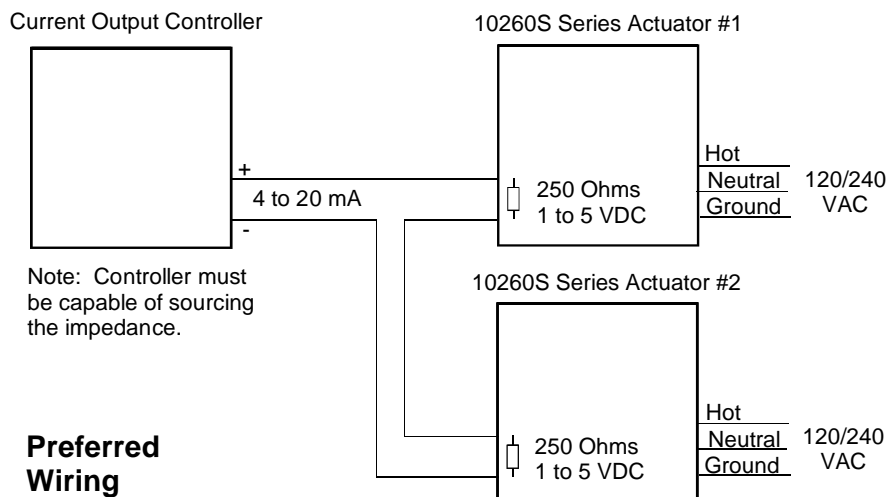 Current Output Controller
10260S Series Actuator #1
+
4 to 20 mA
-
250 Ohms
1 to 5 VDC
Hot
Neutral
Ground
120/240
VAC
Note: Controller must
be capable of sourcing
the impedance.
10260S Series Actuator #2
250 Ohms
1 to 5 VDC
Hot
Neutral
Ground
120/240
VAC
Preferred
Wiring